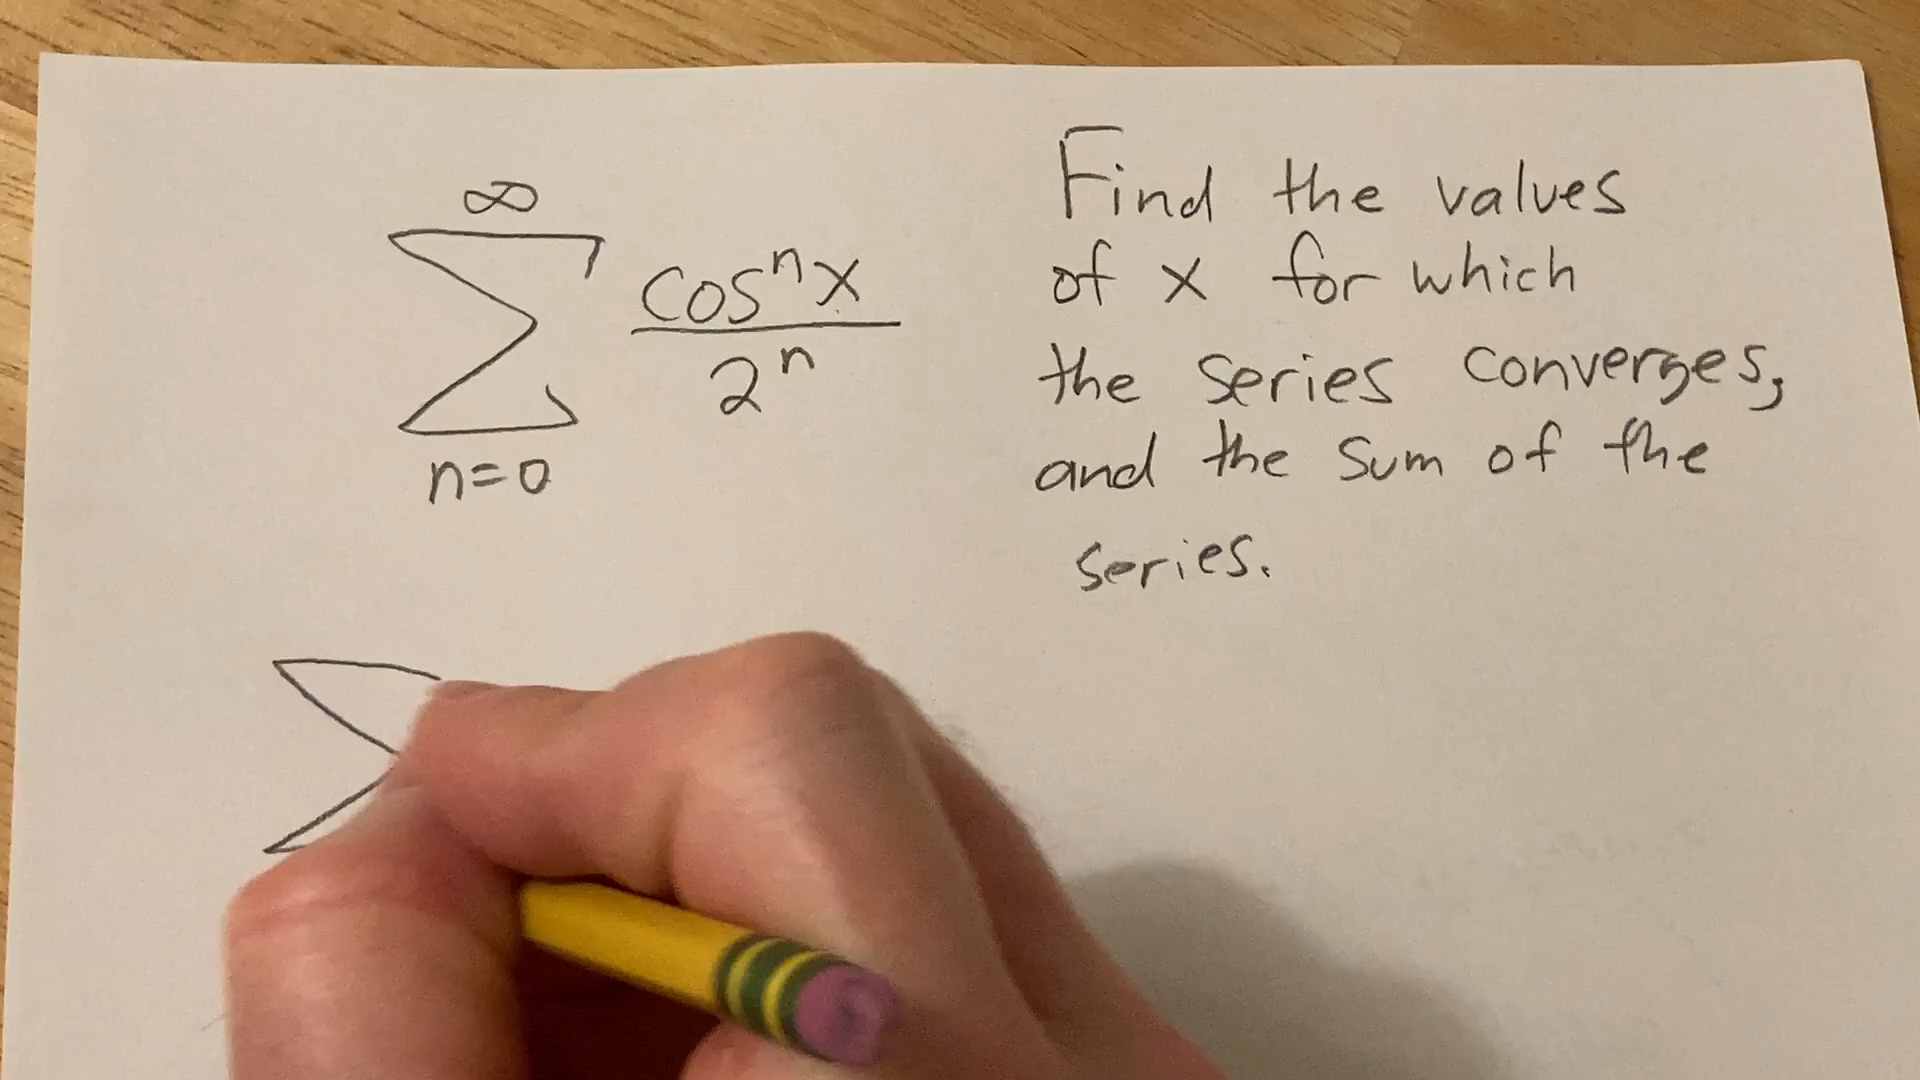 ∞
∑ cosⁿx / 2ⁿ
n=0
Find the values
of x for which
the series converges,
and the sum of the
series.
∑